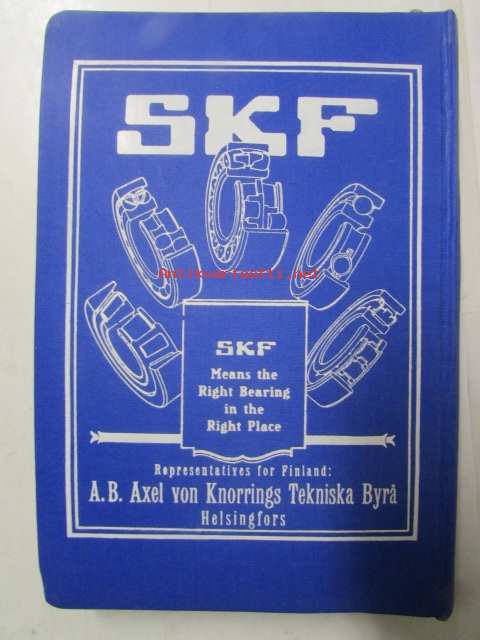 SKF
Antikvariaatti.net
SKF
Means the
Right Bearing
in the
Right Place
Representatives for Finland:
A.B. Axel von Knorrings Tekniska Byrå
Helsingfors